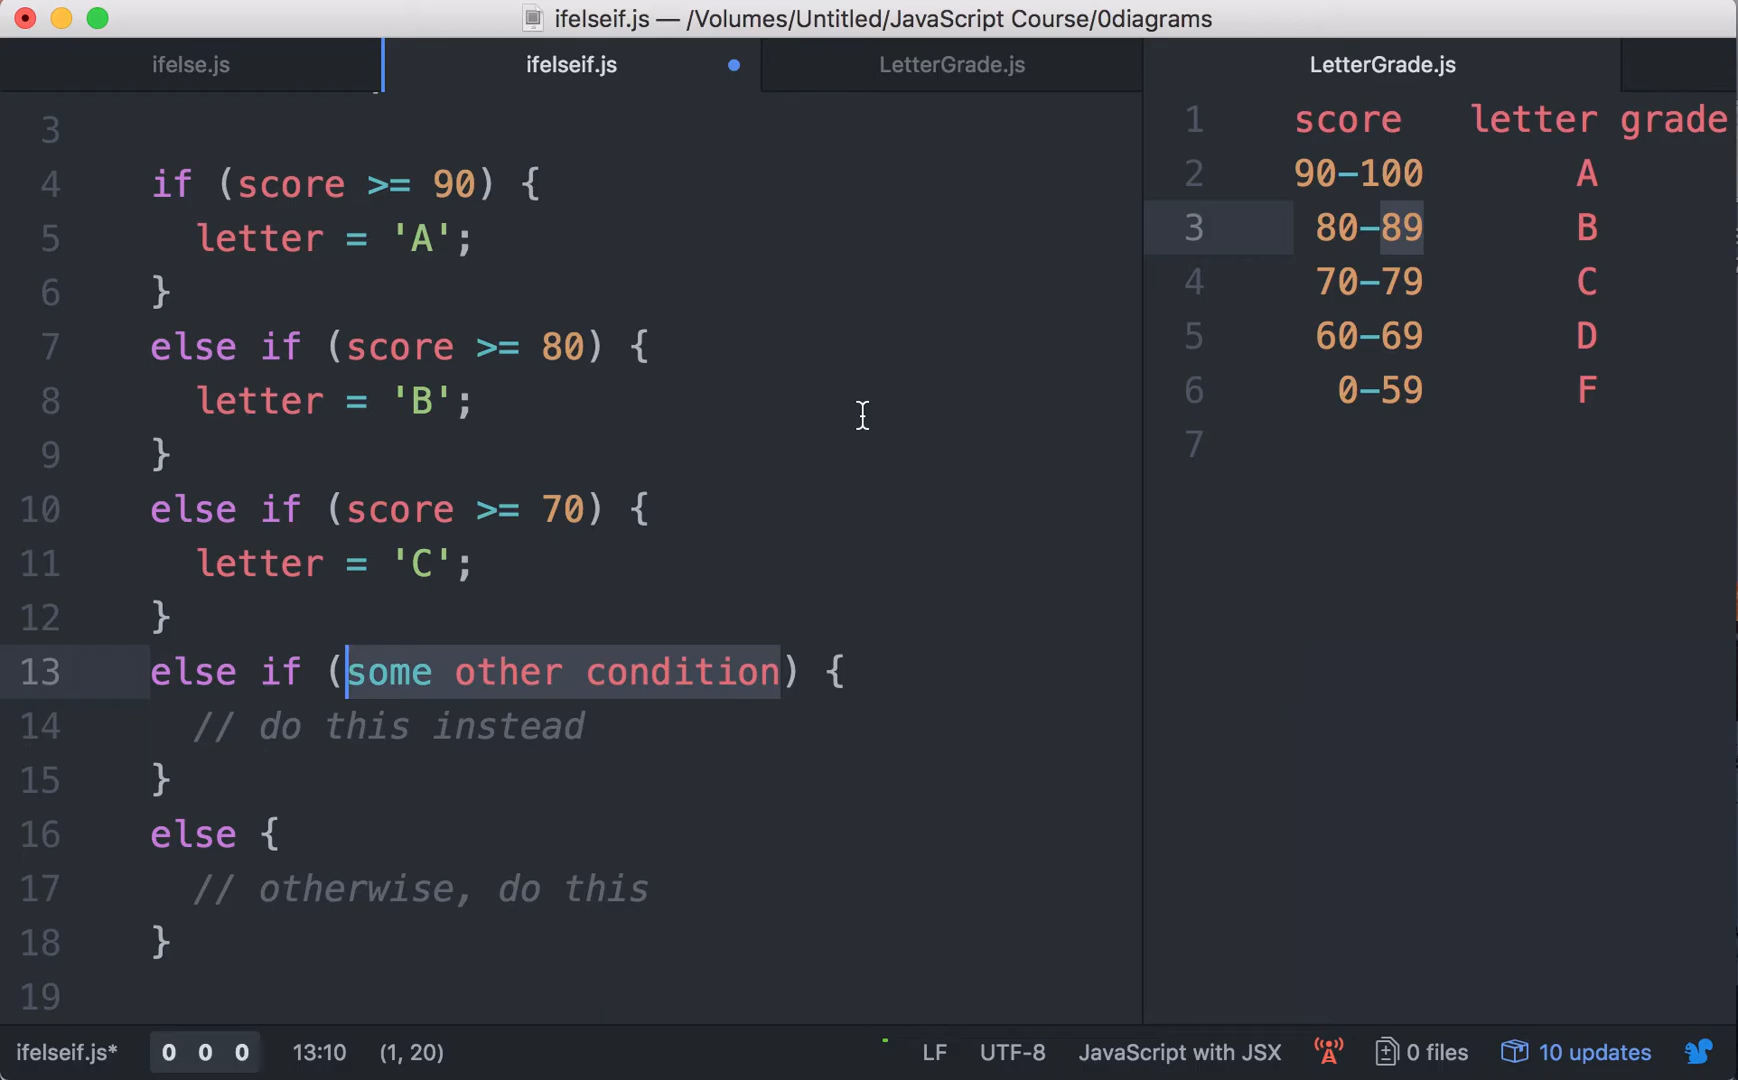 ifelseif.js — /Volumes/Untitled/JavaScript Course/0diagrams
ifelse.js ifelseif.js LetterGrade.js LetterGrade.js
3
4 if (score >= 90) {
5 letter = 'A';
6 }
7 else if (score >= 80) {
8 letter = 'B';
9 }
10 else if (score >= 70) {
11 letter = 'C';
12 }
13 else if (some other condition) {
14 // do this instead
15 }
16 else {
17 // otherwise, do this
18 }
19
1 score letter grade
2 90-100 A
3 80-89 B
4 70-79 C
5 60-69 D
6 0-59 F
7
ifelseif.js* 0 0 0 13:10 (1, 20) LF UTF-8 JavaScript with JSX 0 files 10 updates